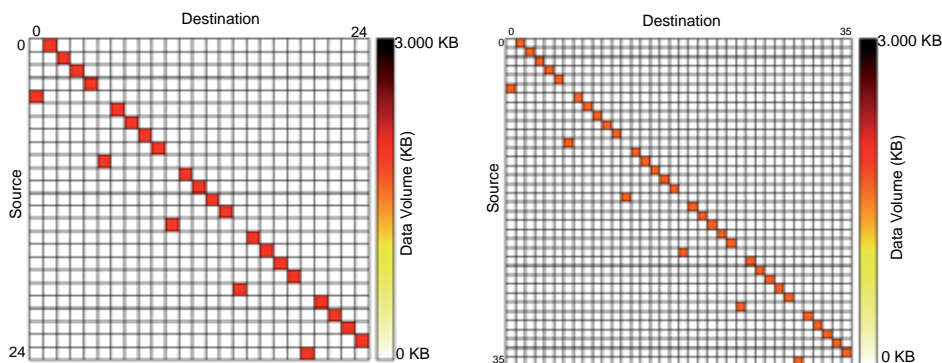 Destination
0 24
0
Source
24
3.000 KB
Data Volume (KB)
0 KB
Destination
0 35
0
Source
35
3.000 KB
Data Volume (KB)
0 KB